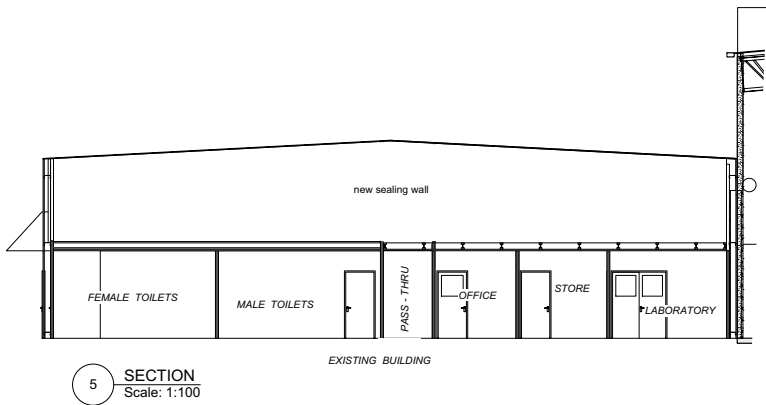 new sealing wall
FEMALE TOILETS
MALE TOILETS
PASS - THRU
OFFICE
STORE
LABORATORY
EXISTING BUILDING
5
SECTION
Scale: 1:100